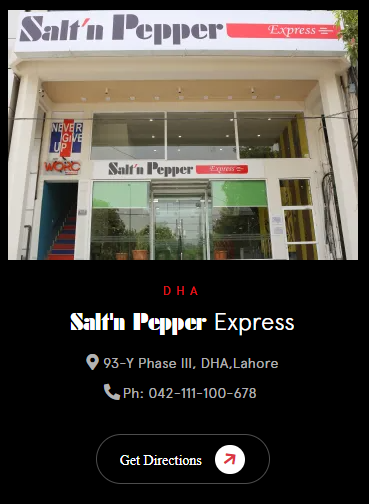 Salt'n Pepper Express
NEVER
GIVE
UP
WORQ
Salt'n Pepper Express
DHA
Salt'n Pepper Express
93-Y Phase III, DHA,Lahore
Ph: 042-111-100-678
Get Directions